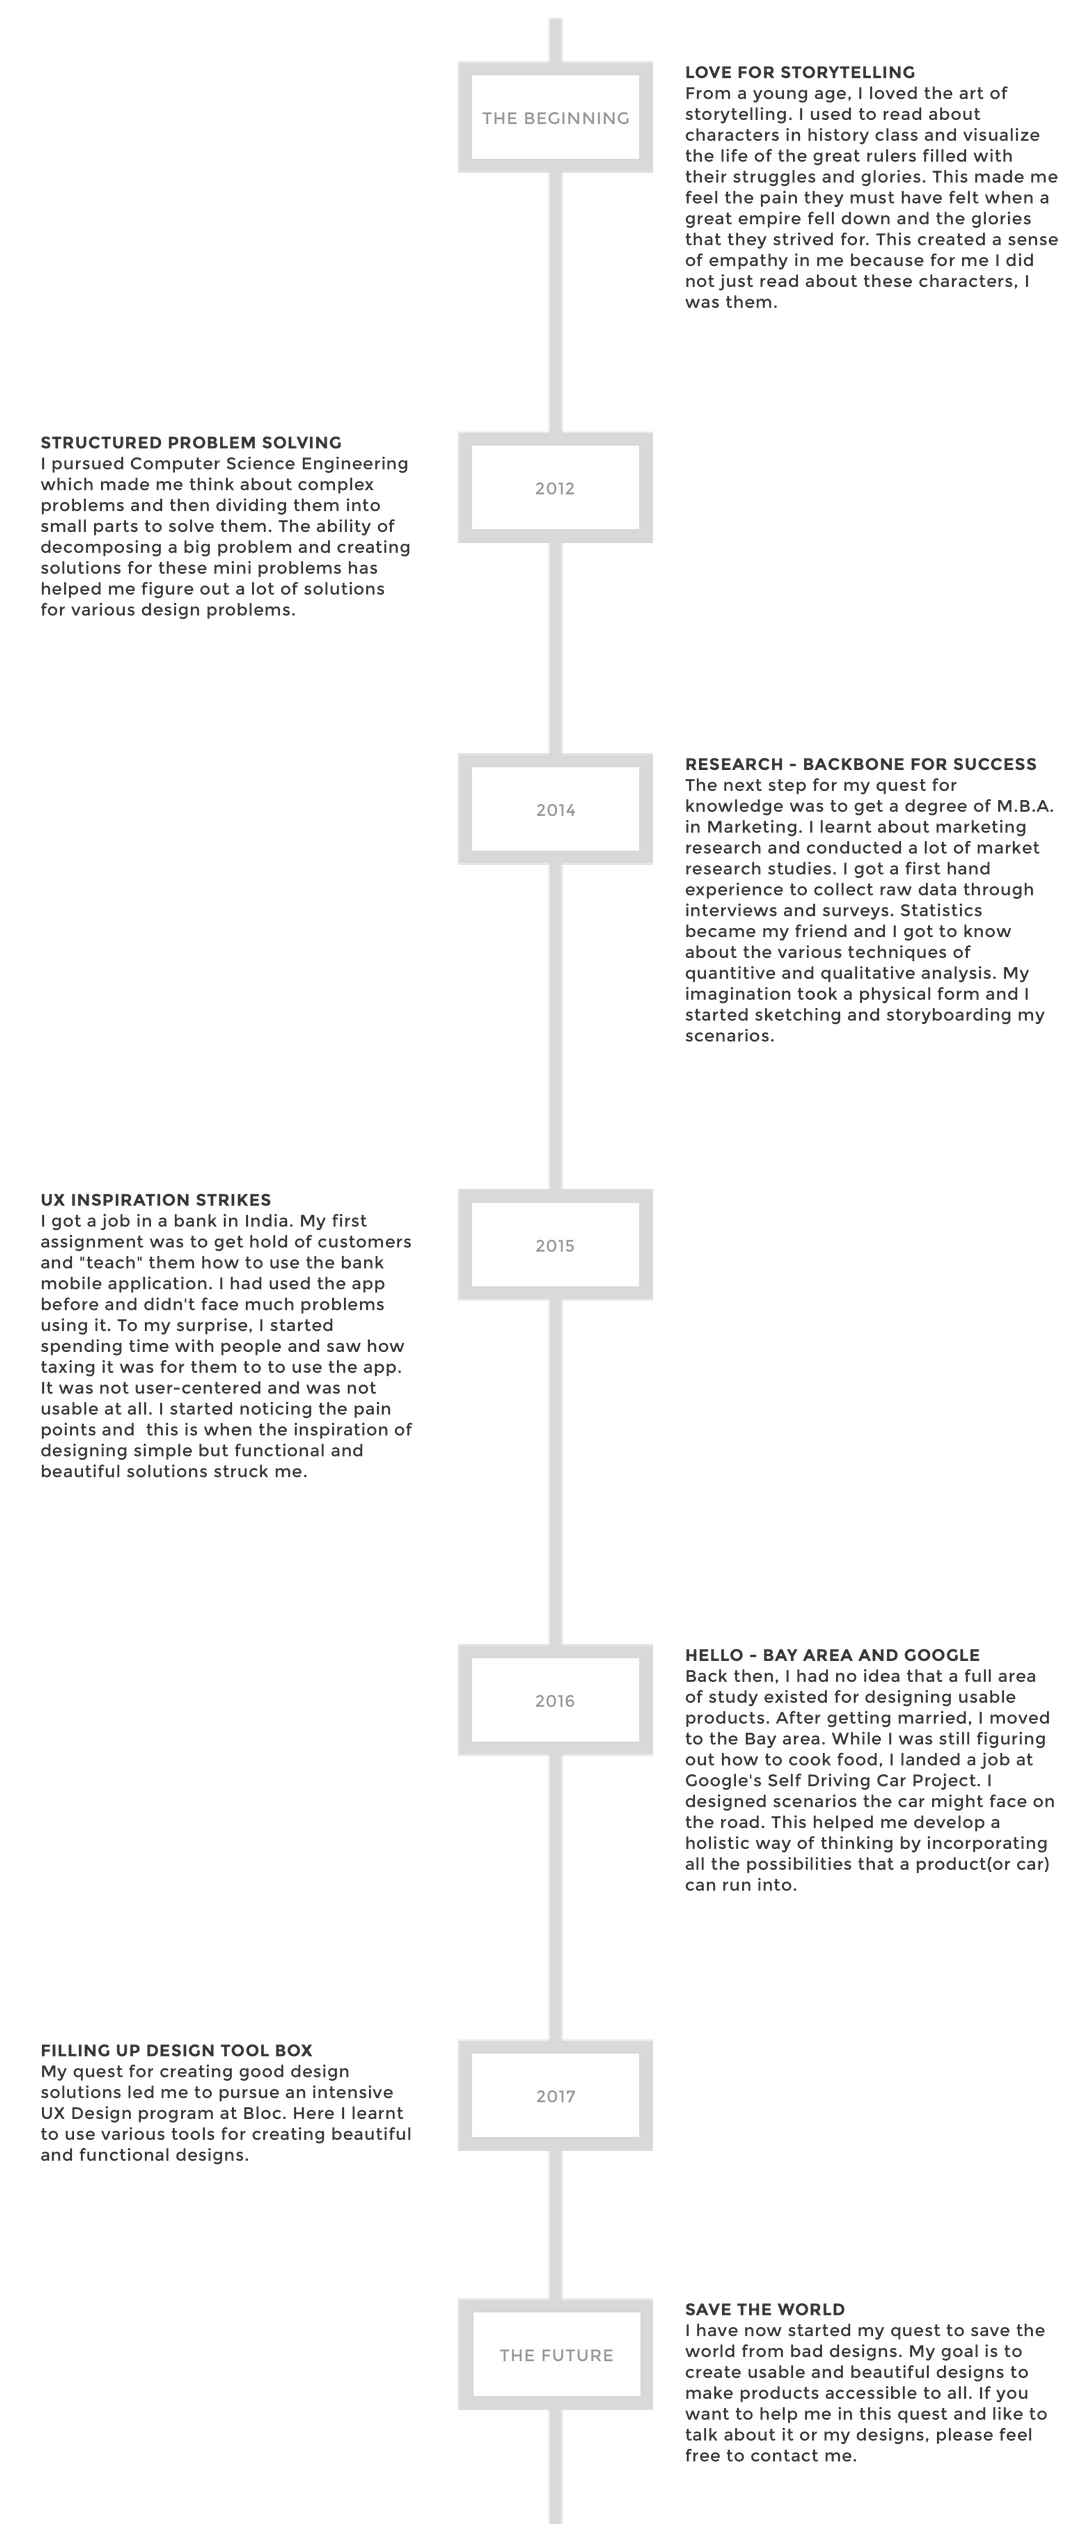 THE BEGINNING
LOVE FOR STORYTELLING
From a young age, I loved the art of
storytelling. I used to read about
characters in history class and visualize
the life of the great rulers filled with
their struggles and glories. This made me
feel the pain they must have felt when a
great empire fell down and the glories
that they strived for. This created a sense
of empathy in me because for me I did
not just read about these characters, I
was them.
2012
STRUCTURED PROBLEM SOLVING
I pursued Computer Science Engineering
which made me think about complex
problems and then dividing them into
small parts to solve them. The ability of
decomposing a big problem and creating
solutions for these mini problems has
helped me figure out a lot of solutions
for various design problems.
2014
RESEARCH - BACKBONE FOR SUCCESS
The next step for my quest for
knowledge was to get a degree of M.B.A.
in Marketing. I learnt about marketing
research and conducted a lot of market
research studies. I got a first hand
experience to collect raw data through
interviews and surveys. Statistics
became my friend and I got to know
about the various techniques of
quantitive and qualitative analysis. My
imagination took a physical form and I
started sketching and storyboarding my
scenarios.
2015
UX INSPIRATION STRIKES
I got a job in a bank in India. My first
assignment was to get hold of customers
and "teach" them how to use the bank
mobile application. I had used the app
before and didn't face much problems
using it. To my surprise, I started
spending time with people and saw how
taxing it was for them to to use the app.
It was not user-centered and was not
usable at all. I started noticing the pain
points and  this is when the inspiration of
designing simple but functional and
beautiful solutions struck me.
2016
HELLO - BAY AREA AND GOOGLE
Back then, I had no idea that a full area
of study existed for designing usable
products. After getting married, I moved
to the Bay area. While I was still figuring
out how to cook food, I landed a job at
Google's Self Driving Car Project. I
designed scenarios the car might face on
the road. This helped me develop a
holistic way of thinking by incorporating
all the possibilities that a product(or car)
can run into.
2017
FILLING UP DESIGN TOOL BOX
My quest for creating good design
solutions led me to pursue an intensive
UX Design program at Bloc. Here I learnt
to use various tools for creating beautiful
and functional designs.
THE FUTURE
SAVE THE WORLD
I have now started my quest to save the
world from bad designs. My goal is to
create usable and beautiful designs to
make products accessible to all. If you
want to help me in this quest and like to
talk about it or my designs, please feel
free to contact me.